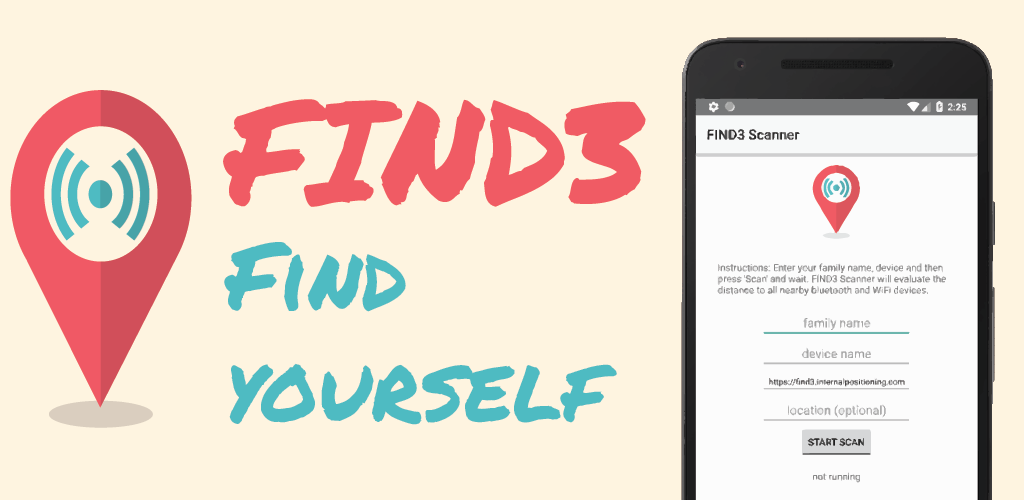 FIND3
FIND
YOURSELF
2:25
FIND3 Scanner
Instructions: Enter your family name, device and then
press 'Scan' and wait. FIND3 Scanner will evaluate the
distance to all nearby bluetooth and WiFi devices.
family name
device name
https://find3.internalpositioning.com
location (optional)
START SCAN
not running